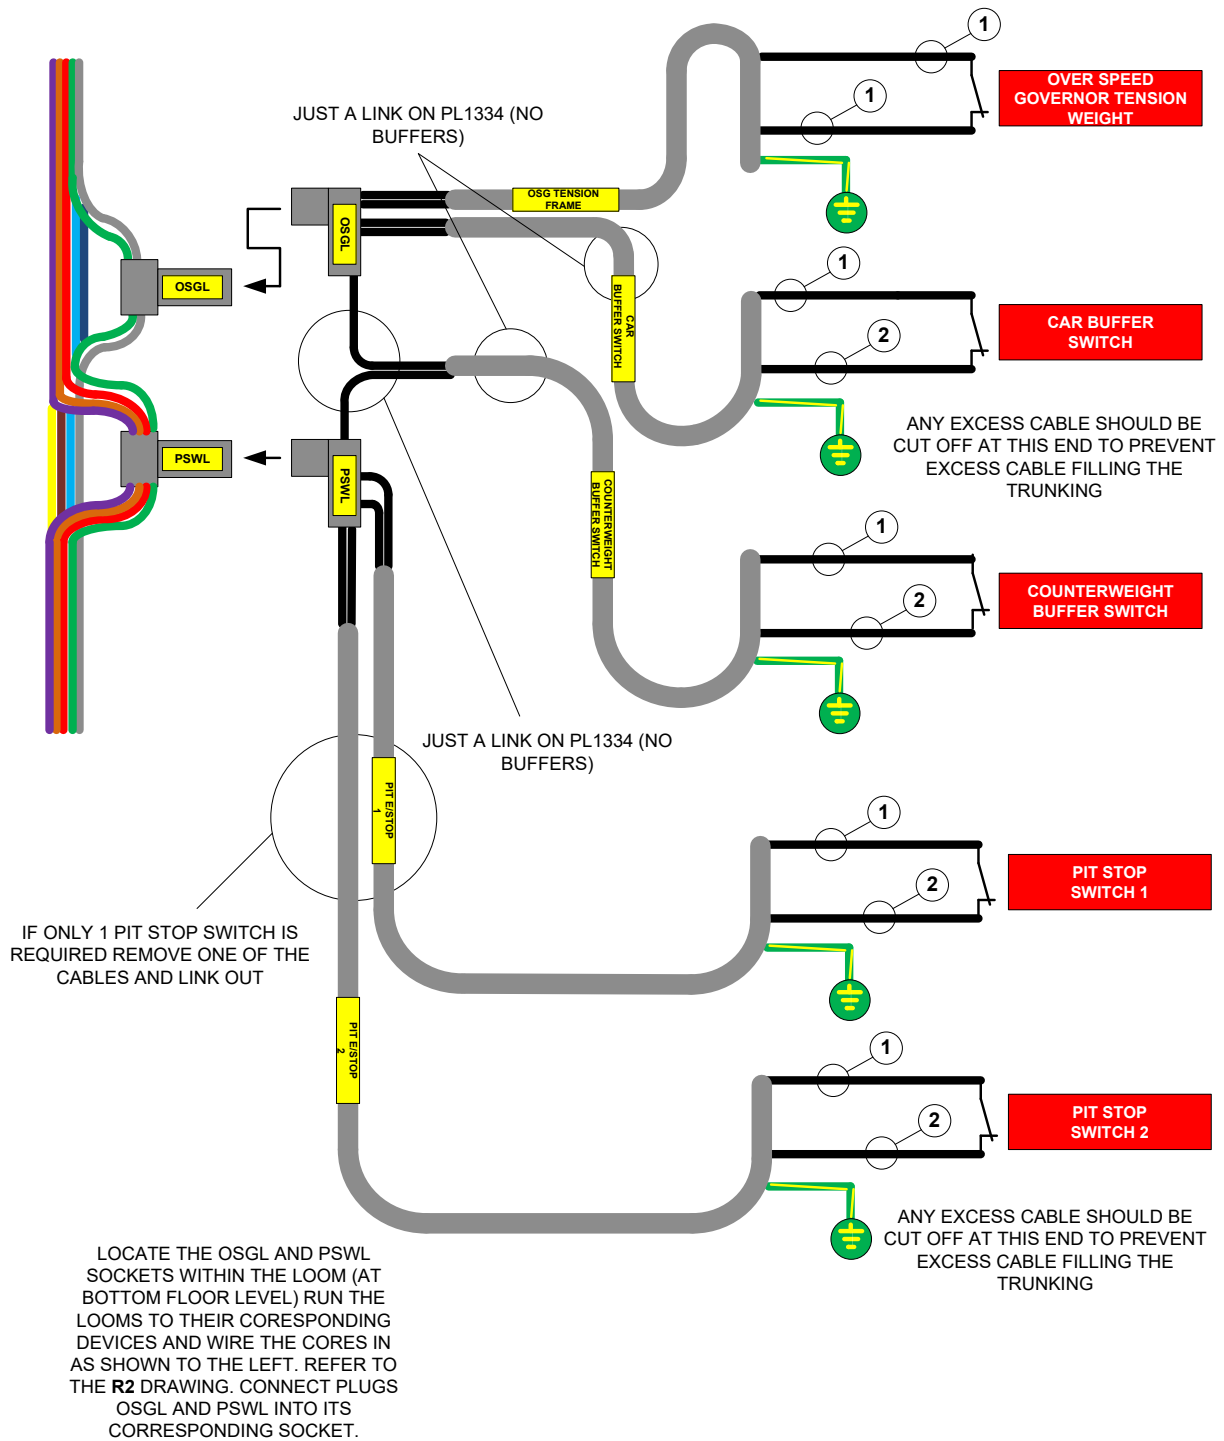 1
OVER SPEED
GOVERNOR TENSION
WEIGHT
1
JUST A LINK ON PL1334 (NO
BUFFERS)
OSG TENSION
FRAME
OSGL
OSGL
1
CAR
BUFFER SWITCH
CAR BUFFER
SWITCH
2
ANY EXCESS CABLE SHOULD BE
CUT OFF AT THIS END TO PREVENT
EXCESS CABLE FILLING THE
TRUNKING
PSWL
PSWL
COUNTERWEIGHT
BUFFER SWITCH
1
COUNTERWEIGHT
BUFFER SWITCH
2
JUST A LINK ON PL1334 (NO
BUFFERS)
PIT E/STOP
1
1
PIT STOP
SWITCH 1
2
IF ONLY 1 PIT STOP SWITCH IS
REQUIRED REMOVE ONE OF THE
CABLES AND LINK OUT
PIT E/STOP
2
1
PIT STOP
SWITCH 2
2
ANY EXCESS CABLE SHOULD BE
CUT OFF AT THIS END TO PREVENT
EXCESS CABLE FILLING THE
TRUNKING
LOCATE THE OSGL AND PSWL
SOCKETS WITHIN THE LOOM (AT
BOTTOM FLOOR LEVEL) RUN THE
LOOMS TO THEIR CORESPONDING
DEVICES AND WIRE THE CORES IN
AS SHOWN TO THE LEFT. REFER TO
THE R2 DRAWING. CONNECT PLUGS
OSGL AND PSWL INTO ITS
CORRESPONDING SOCKET.